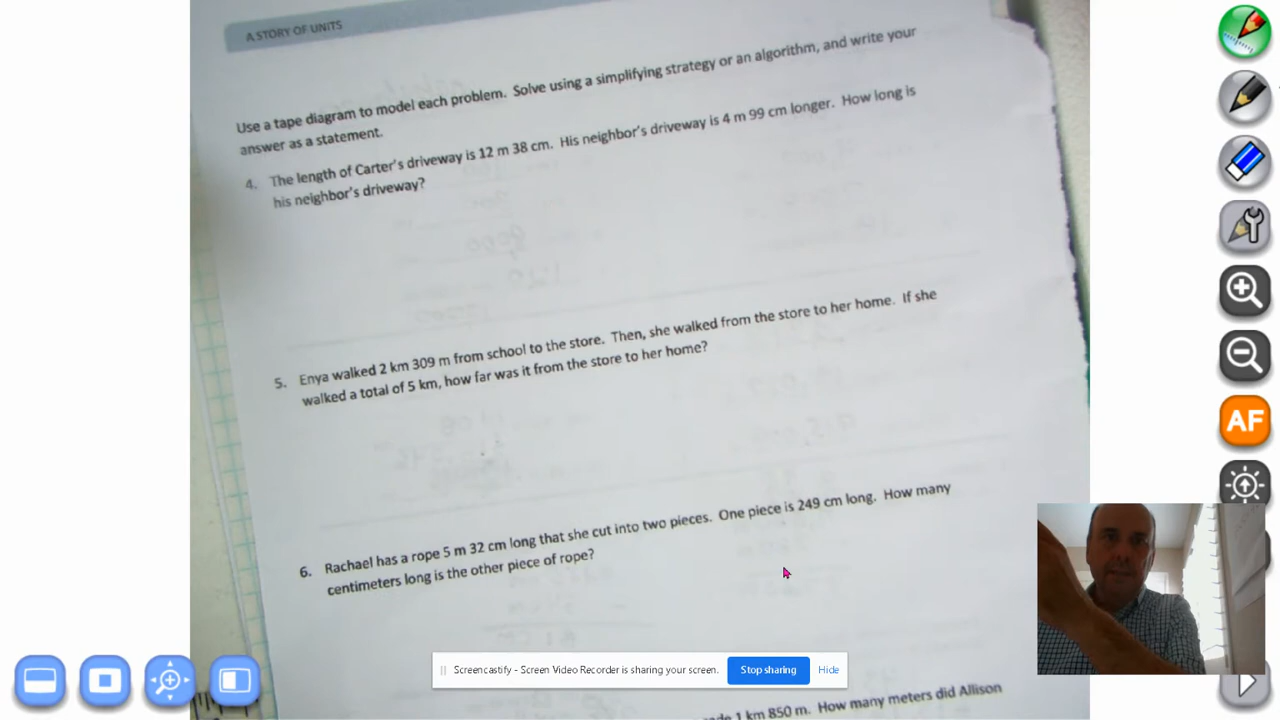 A STORY OF UNITS
Use a tape diagram to model each problem. Solve using a simplifying strategy or an algorithm, and write your
answer as a statement.
4. The length of Carter's driveway is 12 m 38 cm. His neighbor's driveway is 4 m 99 cm longer. How long is
his neighbor's driveway?
5. Enya walked 2 km 309 m from school to the store. Then, she walked from the store to her home. If she
walked a total of 5 km, how far was it from the store to her home?
6. Rachael has a rope 5 m 32 cm long that she cut into two pieces. One piece is 249 cm long. How many
centimeters long is the other piece of rope?
1 km 850 m. How many meters did Allison
AF
Screencastify - Screen Video Recorder is sharing your screen. Stop sharing Hide